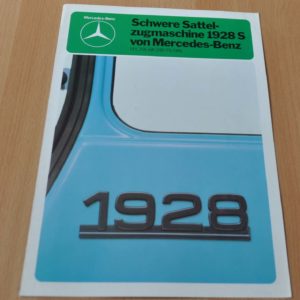 Mercedes-Benz
Schwere Sattel-
zugmaschine 1928 S
von Mercedes-Benz
1928